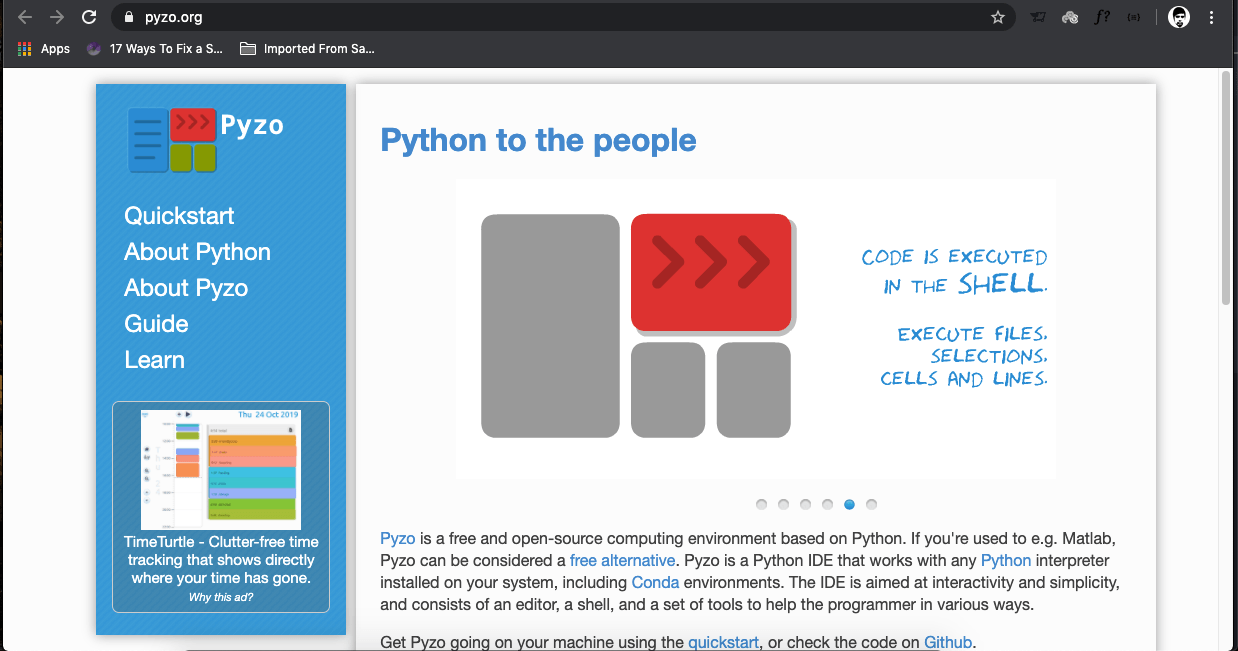 pyzo.org
Apps
17 Ways To Fix a S...
Imported From Sa...
Pyzo
Quickstart
About Python
About Pyzo
Guide
Learn
Thu 24 Oct 2019
TimeTurtle - Clutter-free time
tracking that shows directly
where your time has gone.
Why this ad?
Python to the people
CODE IS EXECUTED
IN THE SHELL.
EXECUTE FILES.
SELECTIONS.
CELLS AND LINES.
Pyzo is a free and open-source computing environment based on Python. If you're used to e.g. Matlab,
Pyzo can be considered a free alternative. Pyzo is a Python IDE that works with any Python interpreter
installed on your system, including Conda environments. The IDE is aimed at interactivity and simplicity,
and consists of an editor, a shell, and a set of tools to help the programmer in various ways.
Get Pyzo going on your machine using the quickstart, or check the code on Github.